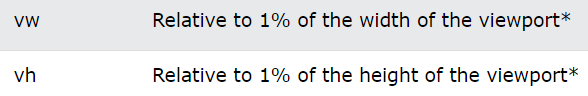 vw Relative to 1% of the width of the viewport*
vh Relative to 1% of the height of the viewport*